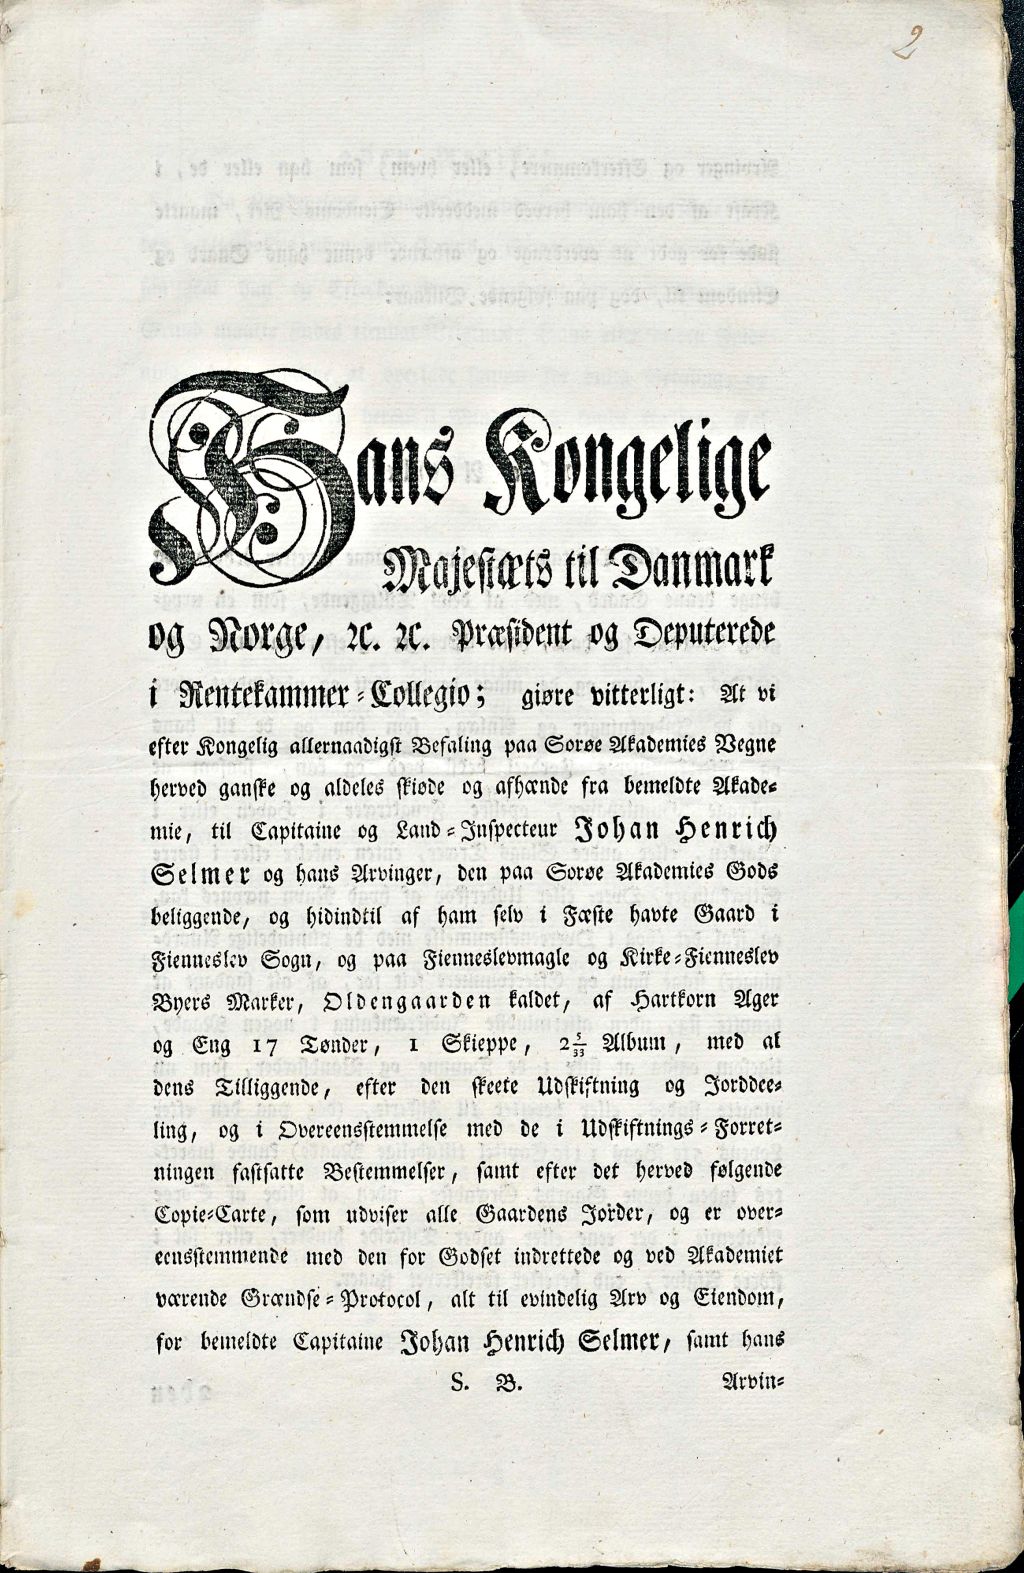 2
Hans Kongelige
Majestæts til Danmark
og Norge, ꝛc. ꝛc. Præsident og Deputerede
i Rentekammer-Collegio; giøre vitterligt: At vi
efter Kongelig allernaadigst Befaling paa Sorøe Akademies Vegne
herved ganske og aldeles skiøde og afhænde fra bemeldte Akade-
mie, til Capitaine og Land-Inspecteur Johan Henrich
Selmer og hans Arvinger, den paa Sorøe Akademies Gods
beliggende, og hidindtil af ham selv i Fæste havte Gaard i
Fienneslev Sogn, og paa Fienneslevmagle og Kirke-Fienneslev
Byers Marker, Oldengaarden kaldet, af Hartkorn Ager
og Eng 17 Tønder, 1 Skieppe, 2 5/33 Album, med al
dens Tilliggende, efter den skeete Udskiftning og Jorddee-
ling, og i Overeensstemmelse med de i Udskiftnings-Forret-
ningen fastsatte Bestemmelser, samt efter det herved følgende
Copie-Carte, som udviser alle Gaardens Jorder, og er over-
eensstemmende med den for Godset indrettede og ved Akademiet
værende Grændse-Protocol, alt til evindelig Arv og Eiendom,
for bemeldte Capitaine Johan Henrich Selmer, samt hans
S. B. Arvin-